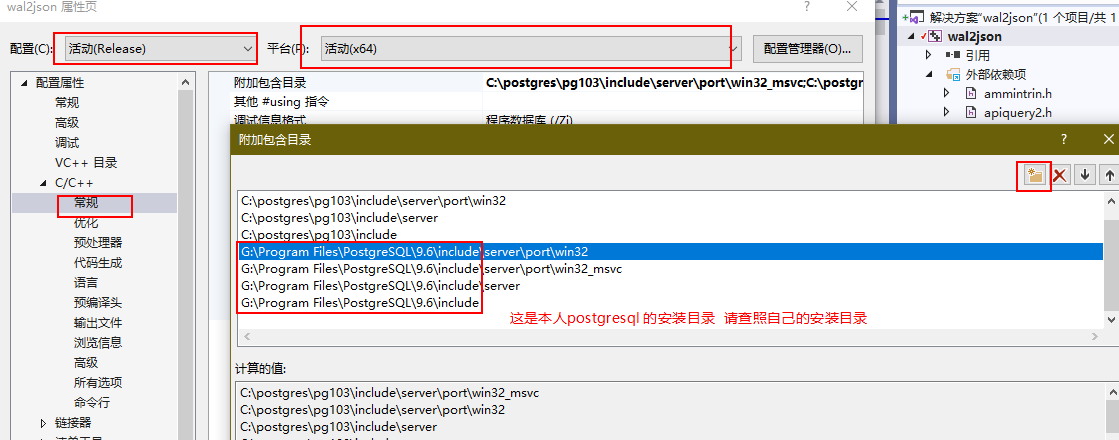 wal2json 属性页
?
配置(C):
活动(Release)
平台(P):
活动(x64)
配置管理器(O)...
配置属性
常规
高级
调试
VC++ 目录
C/C++
常规
优化
预处理器
代码生成
语言
预编译头
输出文件
浏览信息
高级
所有选项
命令行
链接器
附加包含目录
C:\postgres\pg103\include\server\port\win32_msvc;C:\postgr
其他 #using 指令
调试信息格式
程序数据库 (/Zi)
附加包含目录
?
C:\postgres\pg103\include\server\port\win32
C:\postgres\pg103\include\server
C:\postgres\pg103\include
G:\Program Files\PostgreSQL\9.6\include\server\port\win32
G:\Program Files\PostgreSQL\9.6\include\server\port\win32_msvc
G:\Program Files\PostgreSQL\9.6\include\server
G:\Program Files\PostgreSQL\9.6\include
这是本人postgresql 的安装目录 请查照自己的安装目录
计算的值:
C:\postgres\pg103\include\server\port\win32_msvc
C:\postgres\pg103\include\server\port\win32
C:\postgres\pg103\include\server
解决方案"wal2json"(1 个项目/共 1
wal2json
引用
外部依赖项
ammintrin.h
apiquery2.h